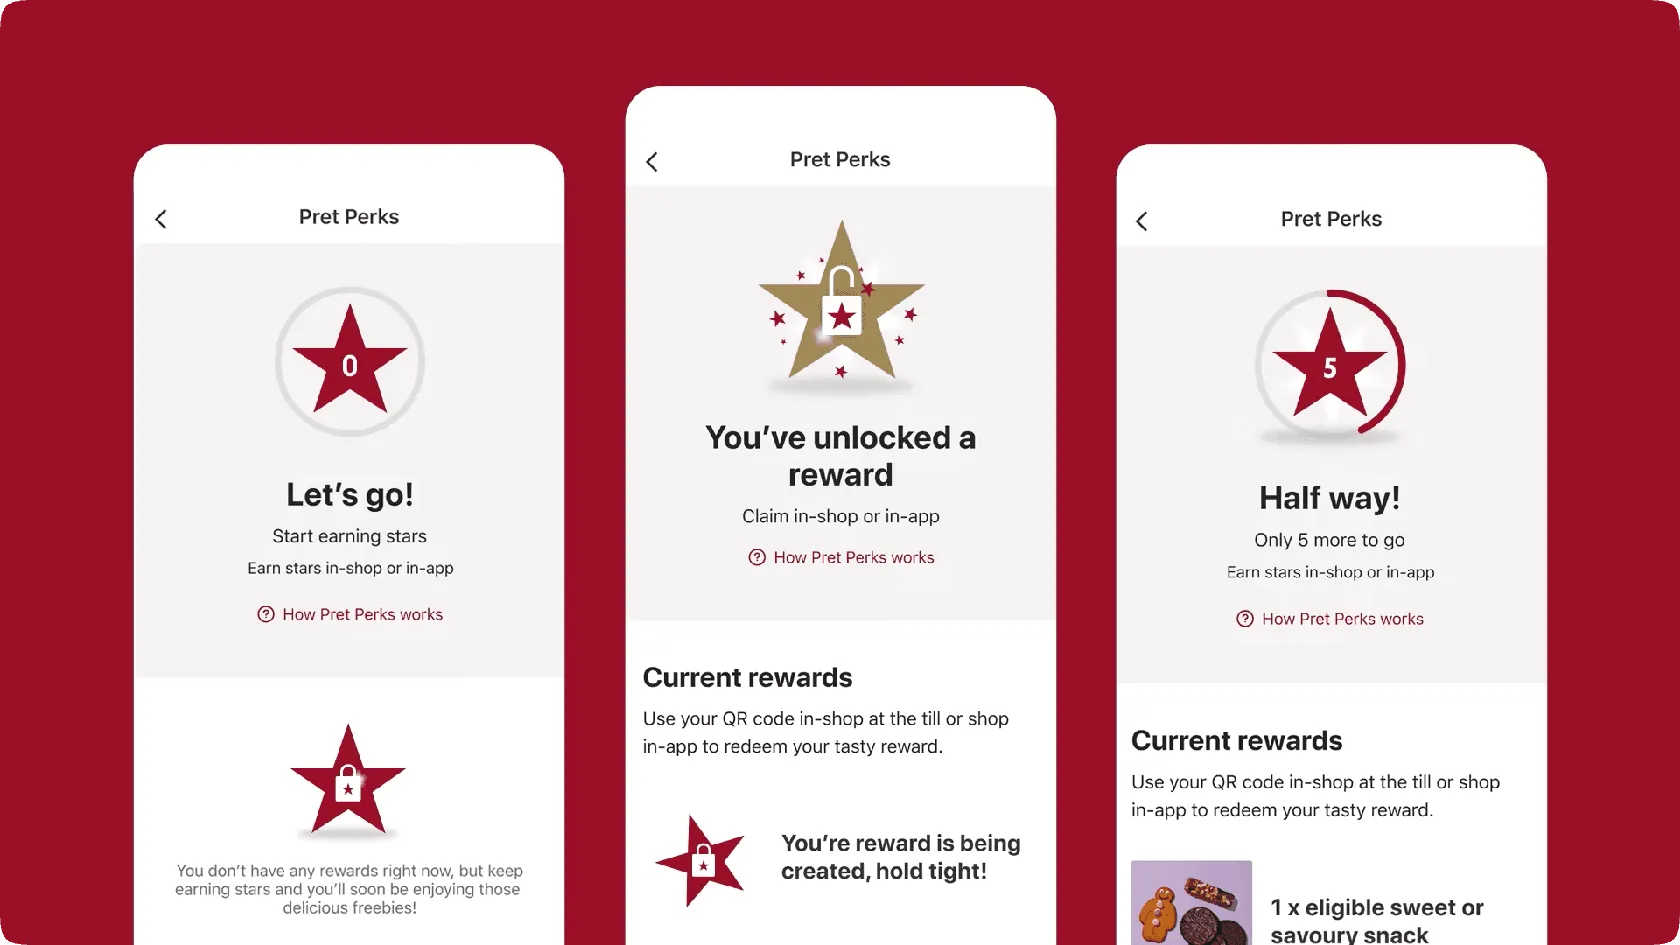 Pret Perks
0
Let's go!
Start earning stars
Earn stars in-shop or in-app
How Pret Perks works
You don't have any rewards right now, but keep
earning stars and you'll soon be enjoying those
delicious freebies!
Pret Perks
You've unlocked a
reward
Claim in-shop or in-app
How Pret Perks works
Current rewards
Use your QR code in-shop at the till or shop
in-app to redeem your tasty reward.
You're reward is being
created, hold tight!
Pret Perks
5
Half way!
Only 5 more to go
Earn stars in-shop or in-app
How Pret Perks works
Current rewards
Use your QR code in-shop at the till or shop
in-app to redeem your tasty reward.
1 x eligible sweet or
savoury snack